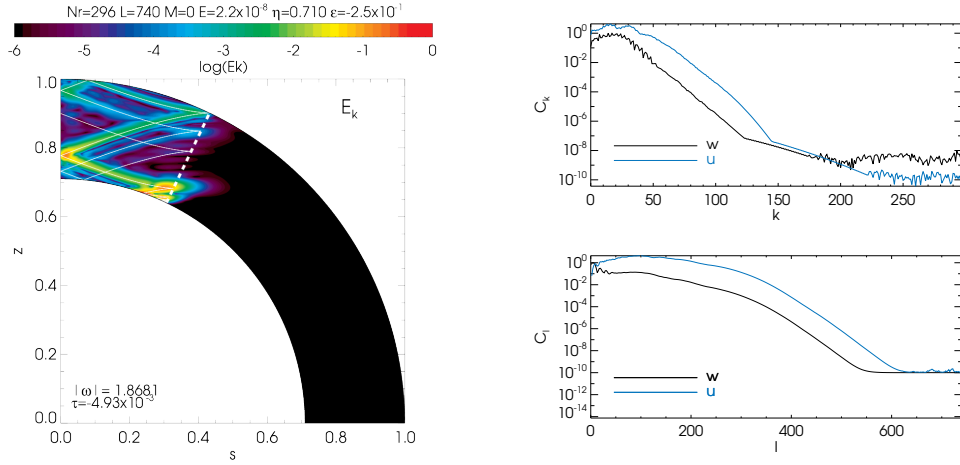 Nr=296 L=740 M=0 E=2.2x10⁻⁸ η=0.710 ε=-2.5x10⁻¹
-6 -5 -4 -3 -2 -1 0
log(Ek)
1.0
0.8
0.6
0.4
0.2
0.0
z
E_k
|ω| = 1.8681
τ=-4.93x10⁻³
0.0 0.2 0.4 0.6 0.8 1.0
s
10⁰
10⁻²
10⁻⁴
10⁻⁶
10⁻⁸
10⁻¹⁰
C_k
w
u
0 50 100 150 200 250
k
10⁰
10⁻²
10⁻⁴
10⁻⁶
10⁻⁸
10⁻¹⁰
10⁻¹²
10⁻¹⁴
C_l
w
u
0 200 400 600
l